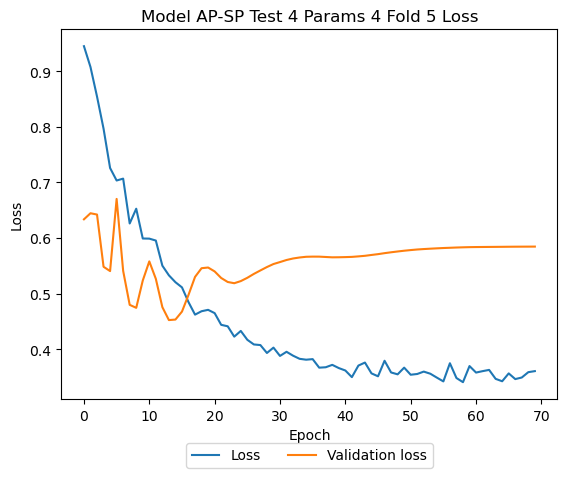 Model AP-SP Test 4 Params 4 Fold 5 Loss
Loss
0.9
0.8
0.7
0.6
0.5
0.4
0 10 20 30 40 50 60 70
Epoch
Loss Validation loss